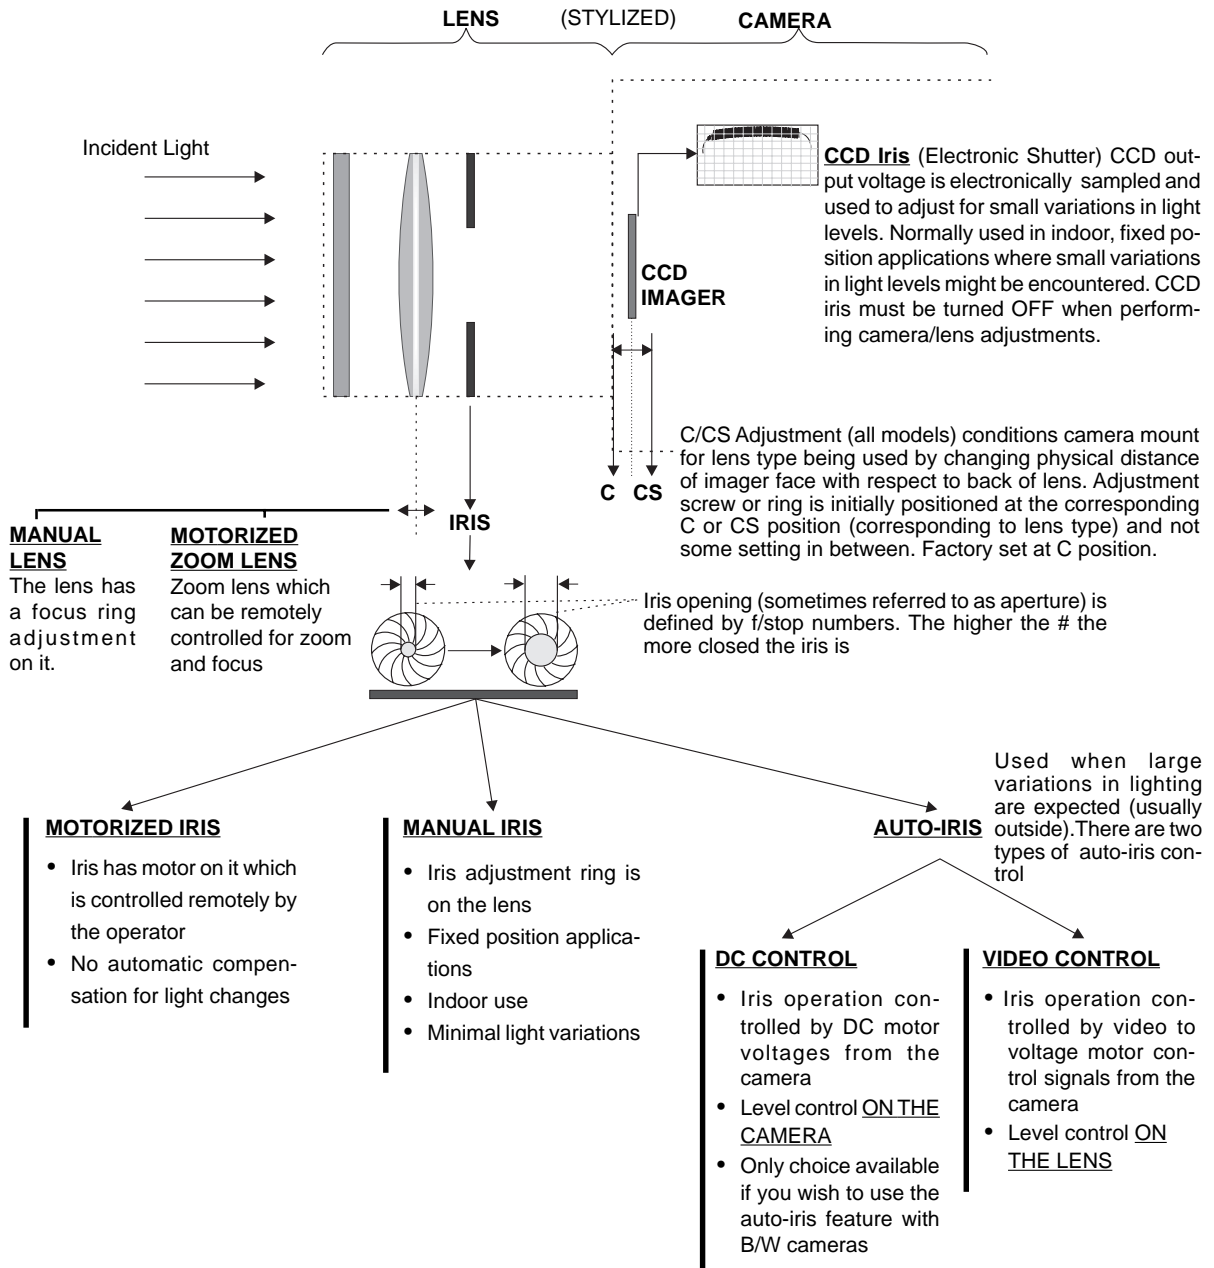 LENS (STYLIZED) CAMERA
Incident Light
CCD Iris (Electronic Shutter) CCD out-
put voltage is electronically sampled and
used to adjust for small variations in light
levels. Normally used in indoor, fixed po-
sition applications where small variations
in light levels might be encountered. CCD
iris must be turned OFF when perform-
ing camera/lens adjustments.
CCD
IMAGER
C/CS Adjustment (all models) conditions camera mount
for lens type being used by changing physical distance
of imager face with respect to back of lens. Adjustment
screw or ring is initially positioned at the corresponding
C or CS position (corresponding to lens type) and not
some setting in between. Factory set at C position.
C CS
IRIS
MANUAL
LENS
The lens has
a focus ring
adjustment
on it.
MOTORIZED
ZOOM LENS
Zoom lens which
can be remotely
controlled for zoom
and focus
Iris opening (sometimes referred to as aperture) is
defined by f/stop numbers. The higher the # the
more closed the iris is
MOTORIZED IRIS
• Iris has motor on it which
is controlled remotely by
the operator
• No automatic compen-
sation for light changes
MANUAL IRIS
• Iris adjustment ring is
on the lens
• Fixed position applica-
tions
• Indoor use
• Minimal light variations
AUTO-IRIS
Used when large
variations in lighting
are expected (usually
outside).There are two
types of auto-iris con-
trol
DC CONTROL
• Iris operation con-
trolled by DC motor
voltages from the
camera
• Level control ON THE
CAMERA
• Only choice available
if you wish to use the
auto-iris feature with
B/W cameras
VIDEO CONTROL
• Iris operation con-
trolled by video to
voltage motor con-
trol signals from the
camera
• Level control ON
THE LENS